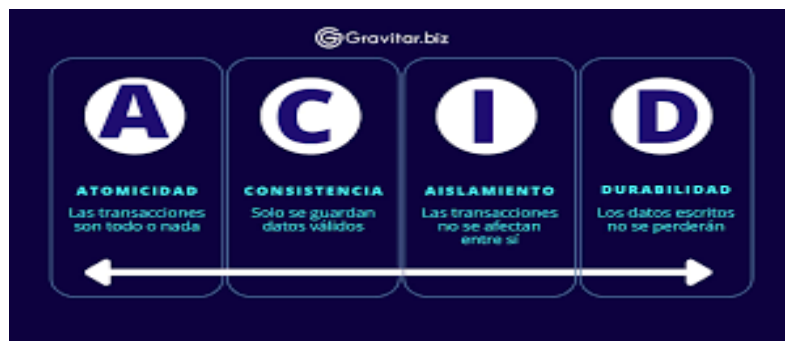 Gravitar.biz
A
C
I
D
ATOMICIDAD
Las transacciones
son todo o nada
CONSISTENCIA
Solo se guardan
datos válidos
AISLAMIENTO
Las transacciones
no se afectan
entre sí
DURABILIDAD
Los datos escritos
no se perderán